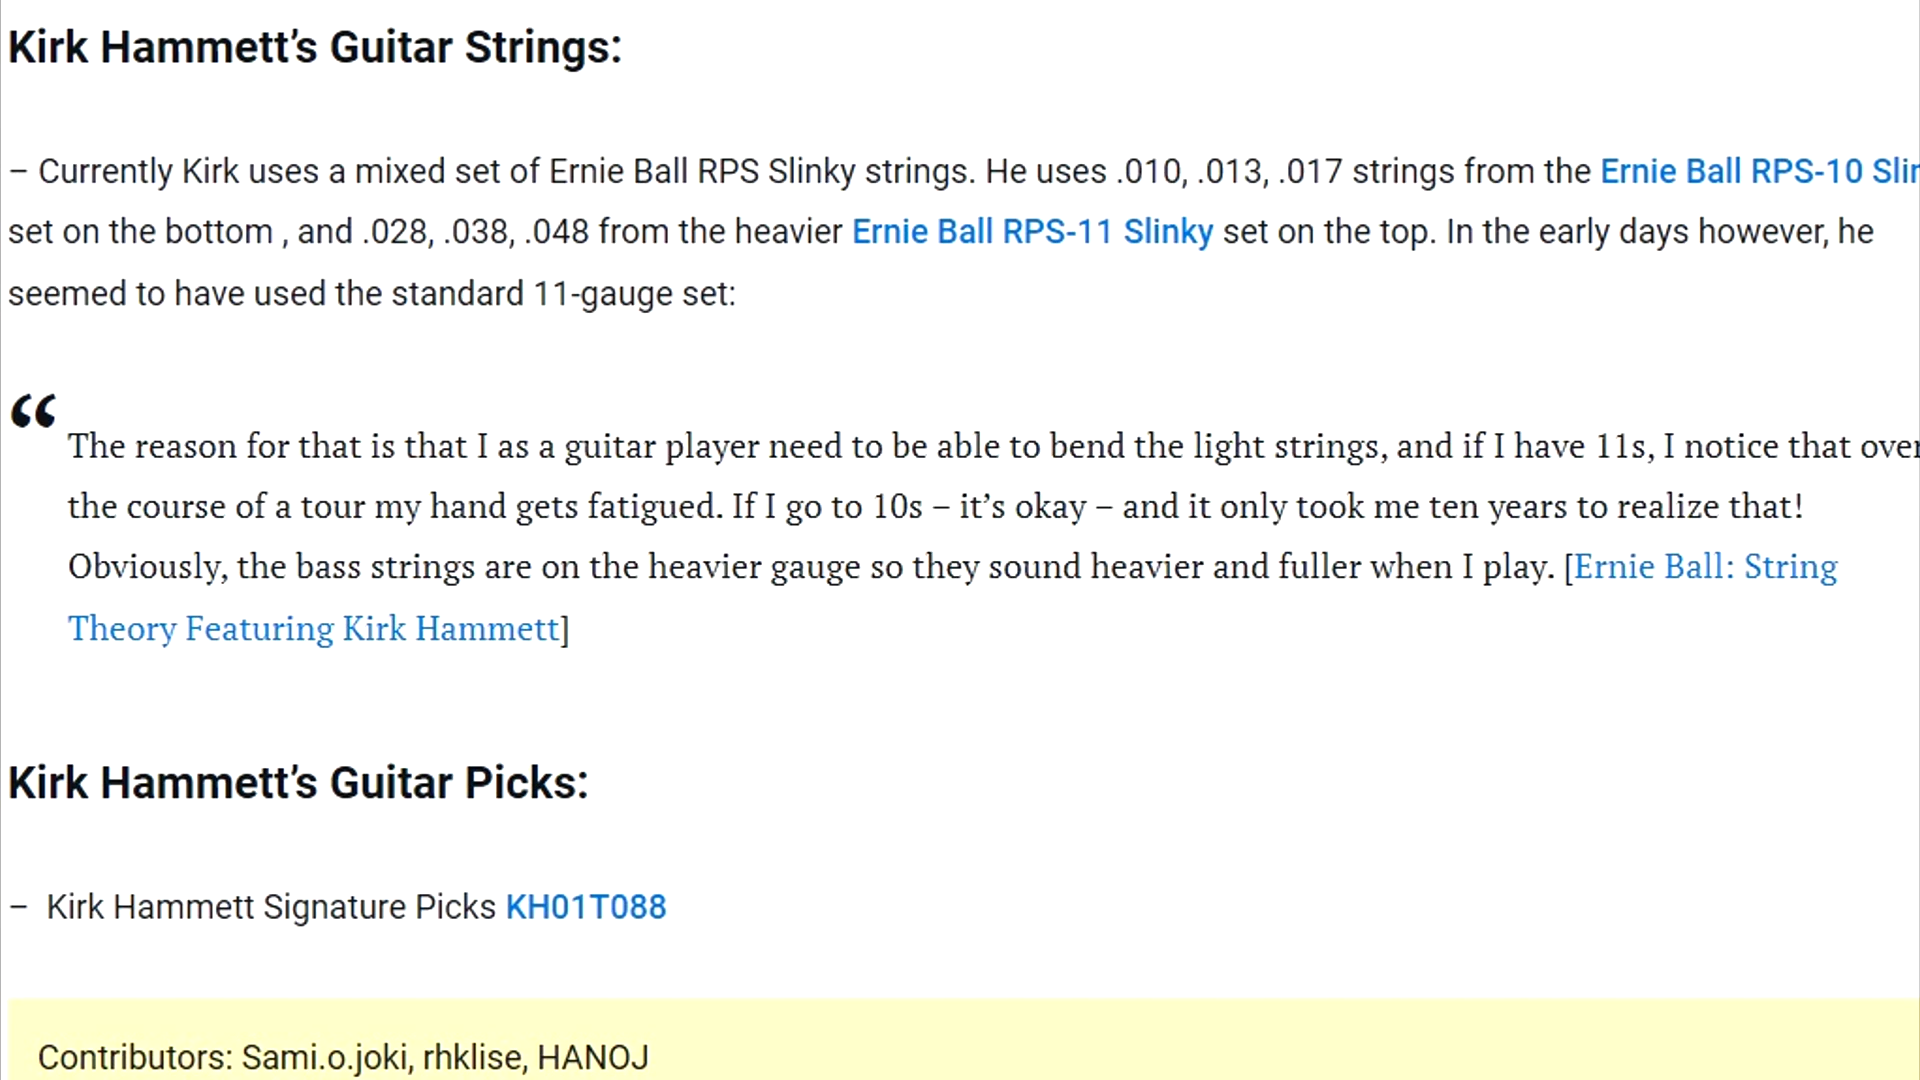 Kirk Hammett’s Guitar Strings:
– Currently Kirk uses a mixed set of Ernie Ball RPS Slinky strings. He uses .010, .013, .017 strings from the Ernie Ball RPS-10
set on the bottom , and .028, .038, .048 from the heavier Ernie Ball RPS-11 Slinky set on the top. In the early days however, he
seemed to have used the standard 11-gauge set:
“
The reason for that is that I as a guitar player need to be able to bend the light strings, and if I have 11s, I notice that over
the course of a tour my hand gets fatigued. If I go to 10s – it’s okay – and it only took me ten years to realize that!
Obviously, the bass strings are on the heavier gauge so they sound heavier and fuller when I play. [Ernie Ball: String
Theory Featuring Kirk Hammett]
Kirk Hammett’s Guitar Picks:
– Kirk Hammett Signature Picks KH01T088
Contributors: Sami.o.joki, rhklise, HANOJ